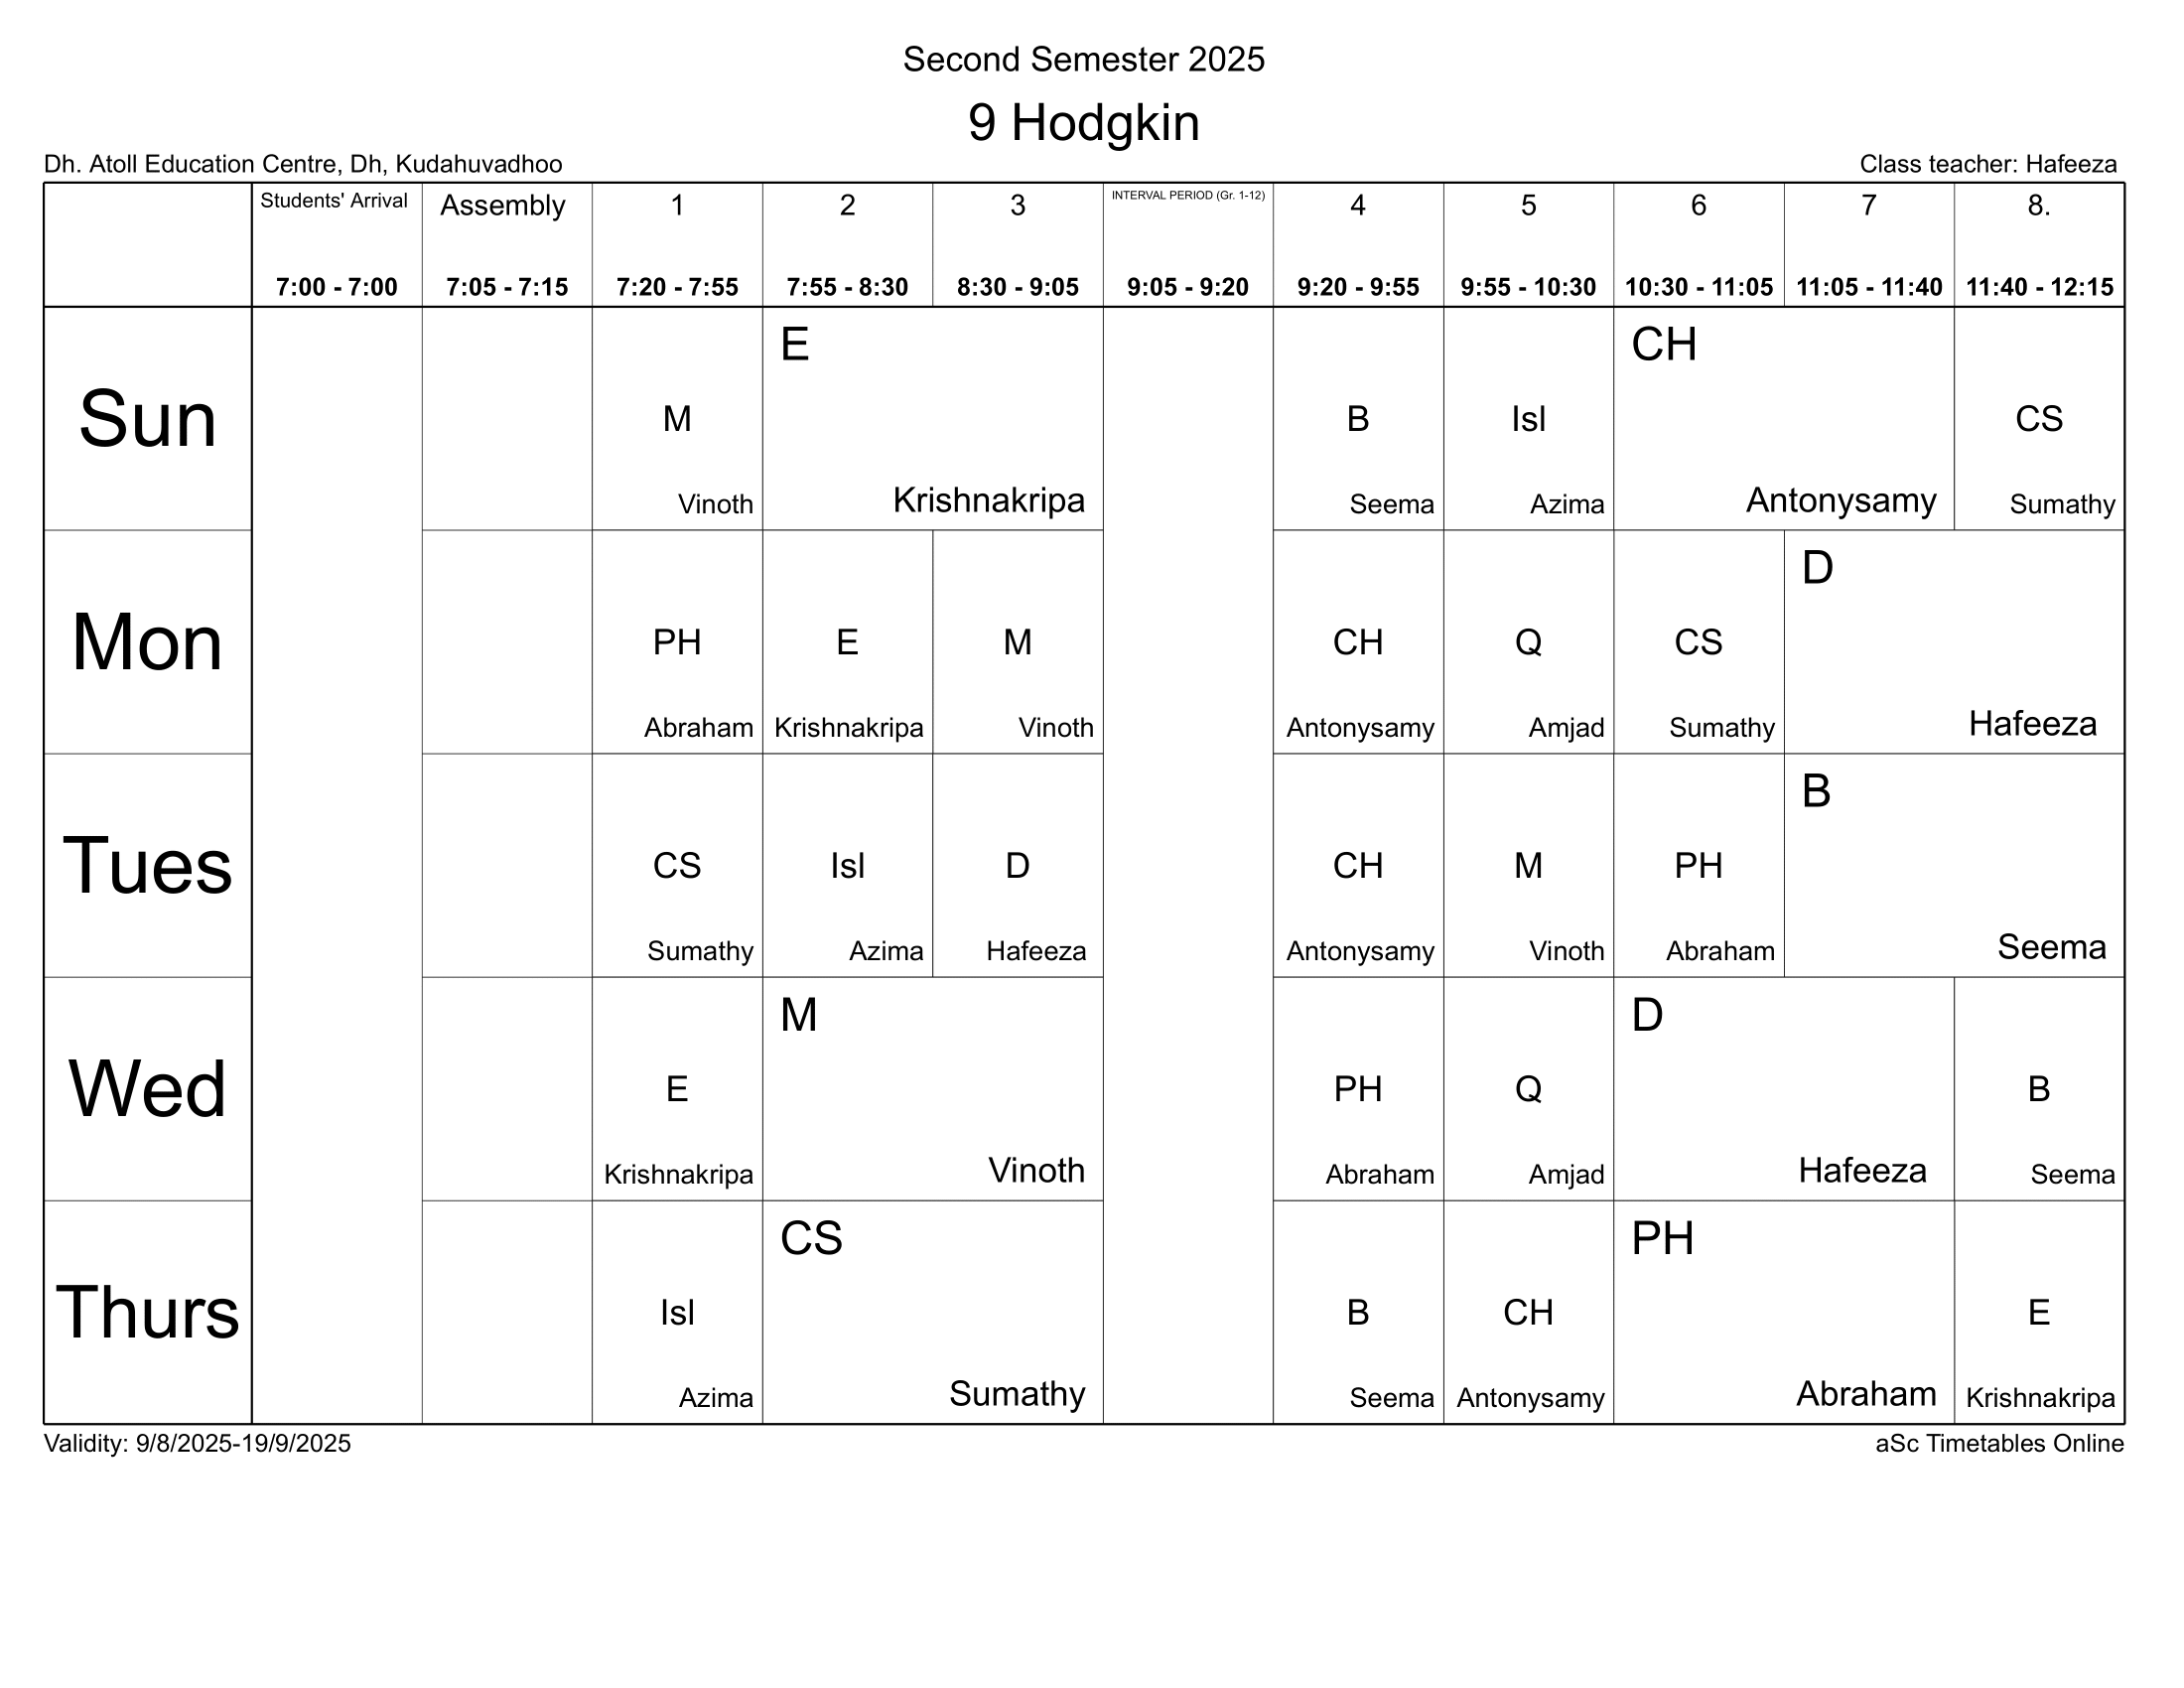 Second Semester 2025
9 Hodgkin
Dh. Atoll Education Centre, Dh, Kudahuvadhoo Class teacher: Hafeeza
Students' Arrival Assembly 1 2 3 INTERVAL PERIOD (Gr. 1-12) 4 5 6 7 8.
7:00 - 7:00 7:05 - 7:15 7:20 - 7:55 7:55 - 8:30 8:30 - 9:05 9:05 - 9:20 9:20 - 9:55 9:55 - 10:30 10:30 - 11:05 11:05 - 11:40 11:40 - 12:15
E CH
Sun M B Isl CS
Vinoth Krishnakripa Seema Azima Antonysamy Sumathy
D
Mon PH E M CH Q CS
Abraham Krishnakripa Vinoth Antonysamy Amjad Sumathy Hafeeza
B
Tues CS Isl D CH M PH
Sumathy Azima Hafeeza Antonysamy Vinoth Abraham Seema
M D
Wed E PH Q B
Krishnakripa Vinoth Abraham Amjad Hafeeza Seema
CS PH
Thurs Isl B CH E
Azima Sumathy Seema Antonysamy Abraham Krishnakripa
Validity: 9/8/2025-19/9/2025 aSc Timetables Online